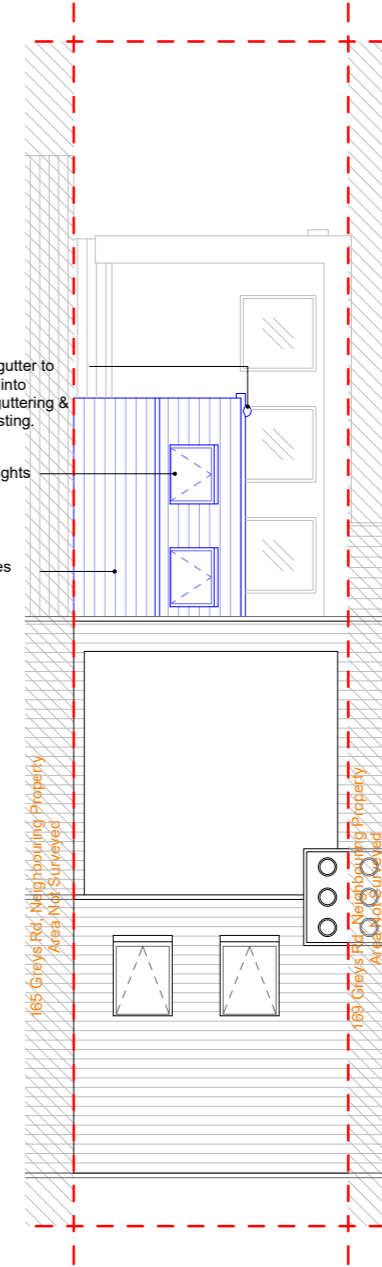 gutter to
into
guttering &
sting.
ghts
es
165 Greys Rd, Neighbouring Property
Area Not Surveyed
169 Greys Rd, Neighbouring Property
Area Not Surveyed